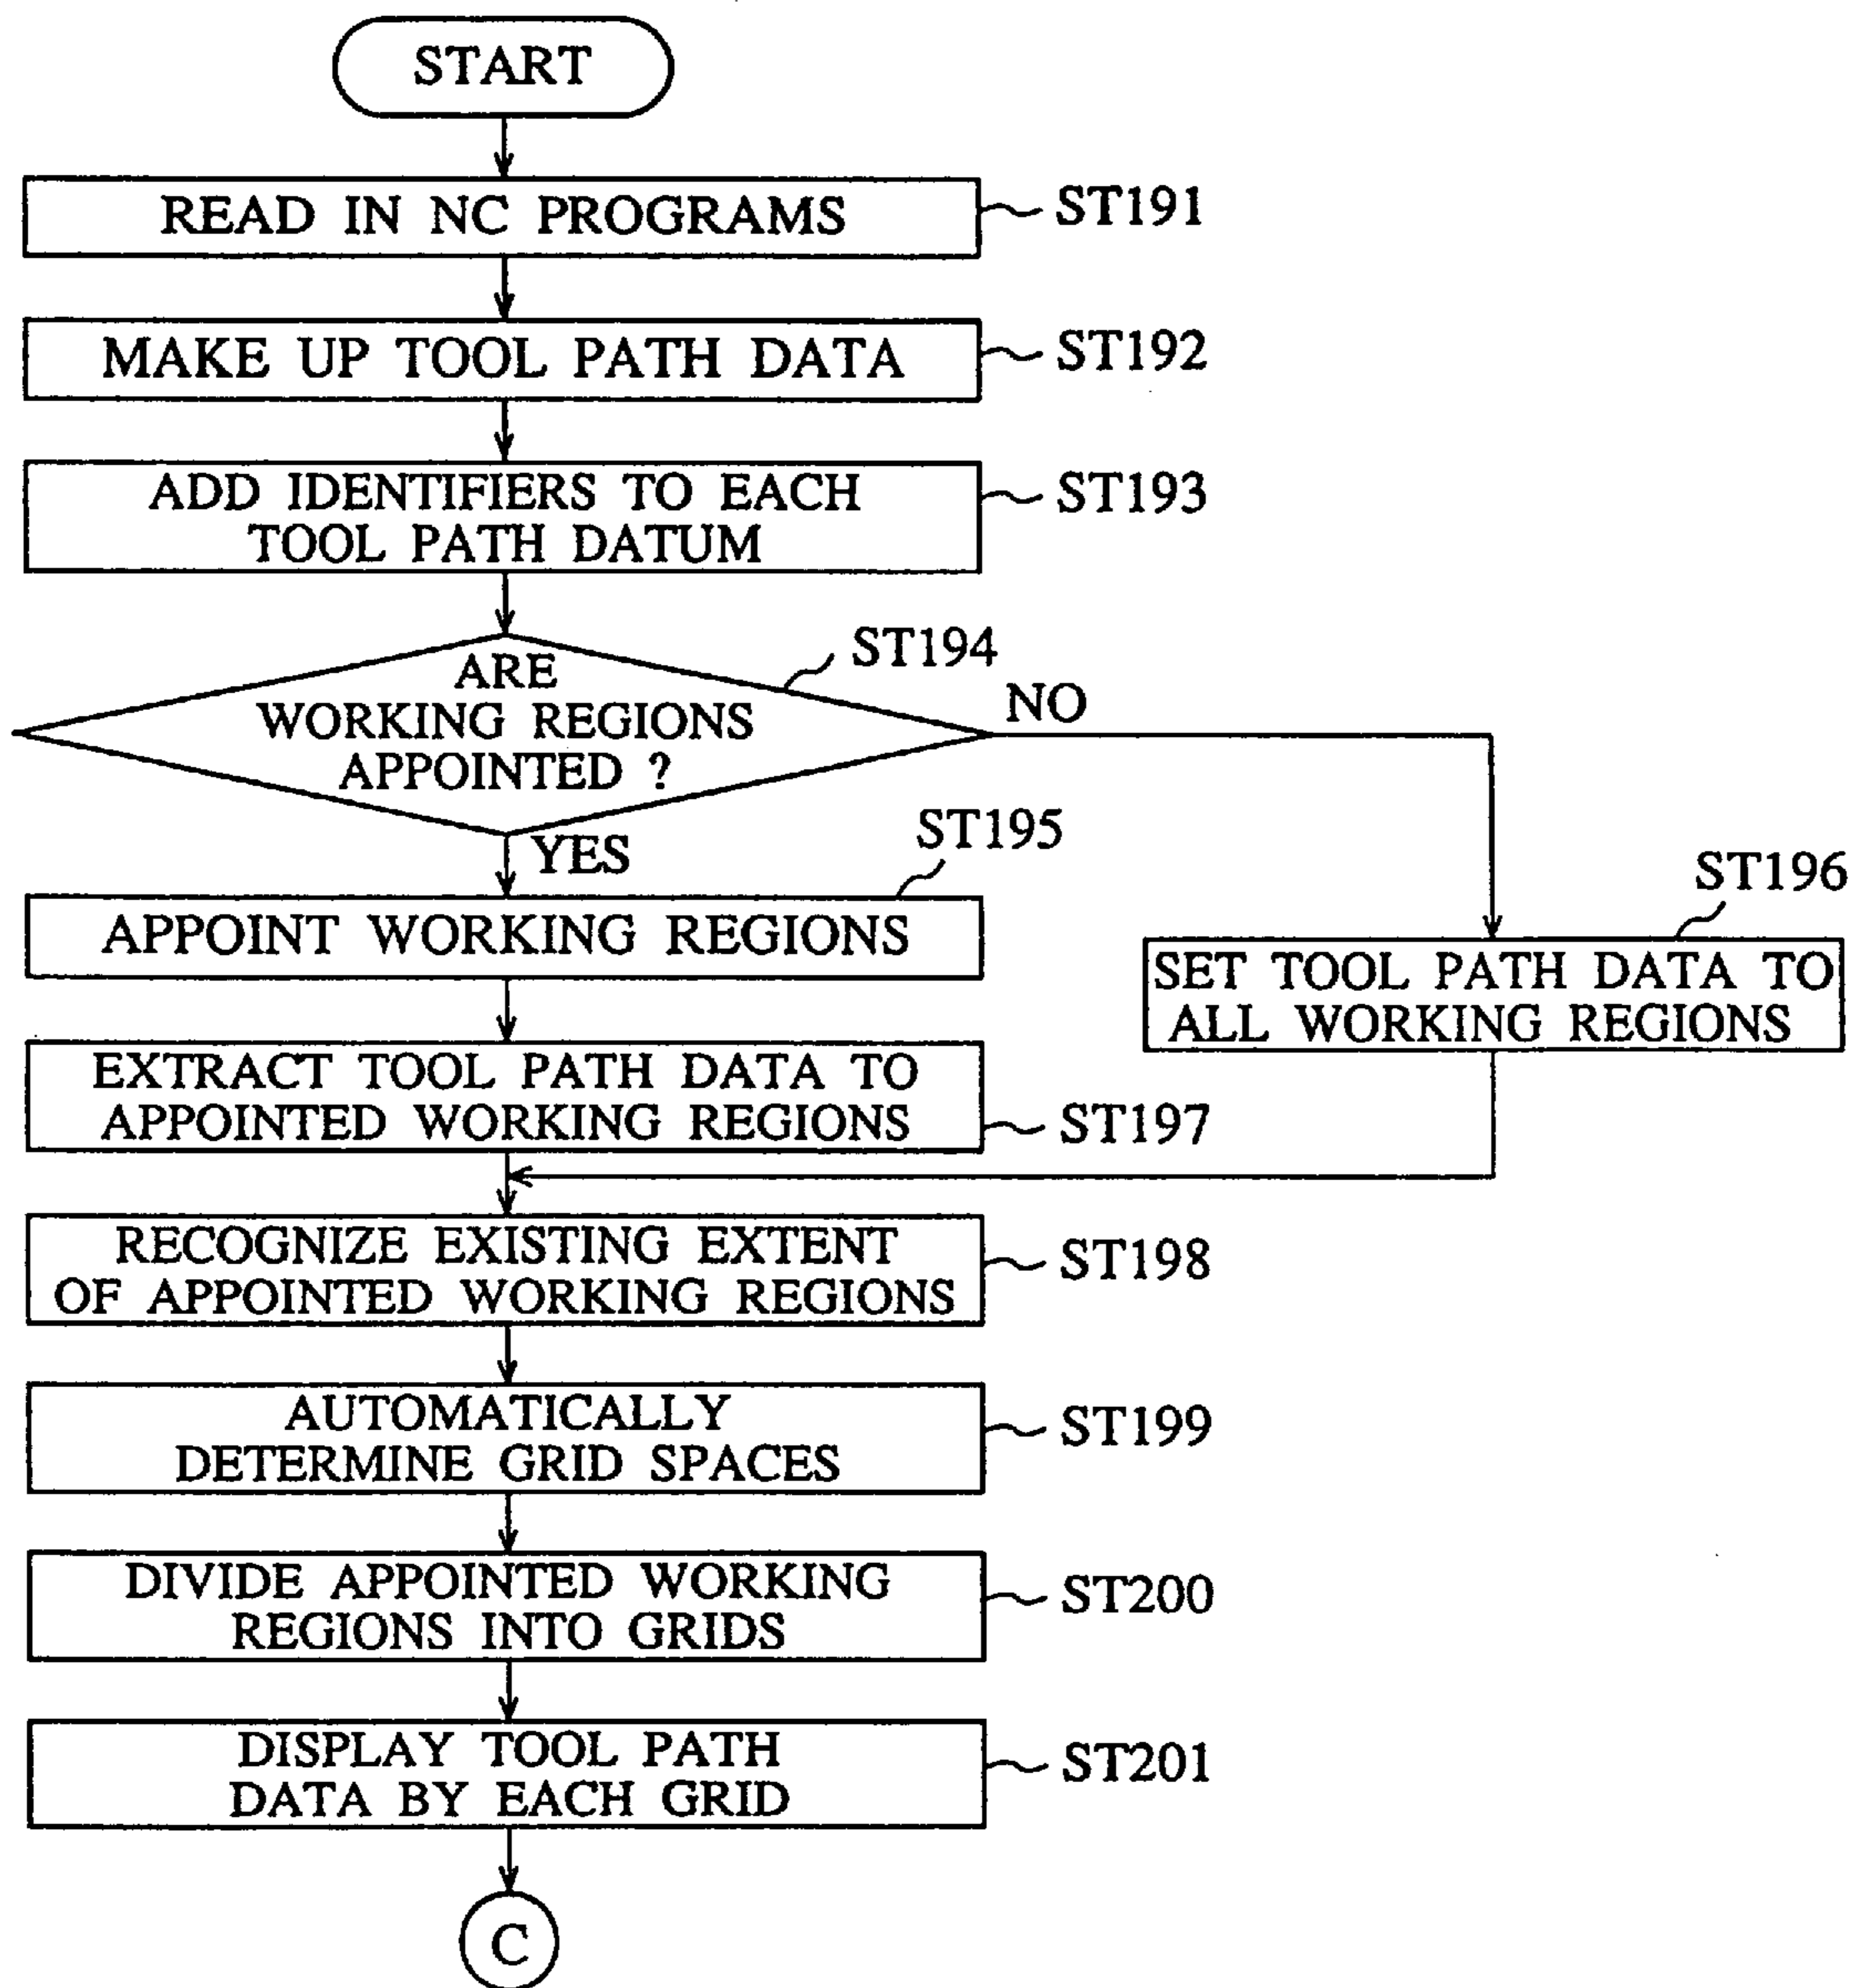 START
READ IN NC PROGRAMS
ST191
MAKE UP TOOL PATH DATA
ST192
ADD IDENTIFIERS TO EACH
TOOL PATH DATUM
ST193
ARE
WORKING REGIONS
APPOINTED ?
ST194
NO
YES
ST195
APPOINT WORKING REGIONS
ST196
SET TOOL PATH DATA TO
ALL WORKING REGIONS
EXTRACT TOOL PATH DATA TO
APPOINTED WORKING REGIONS
ST197
RECOGNIZE EXISTING EXTENT
OF APPOINTED WORKING REGIONS
ST198
AUTOMATICALLY
DETERMINE GRID SPACES
ST199
DIVIDE APPOINTED WORKING
REGIONS INTO GRIDS
ST200
DISPLAY TOOL PATH
DATA BY EACH GRID
ST201
C